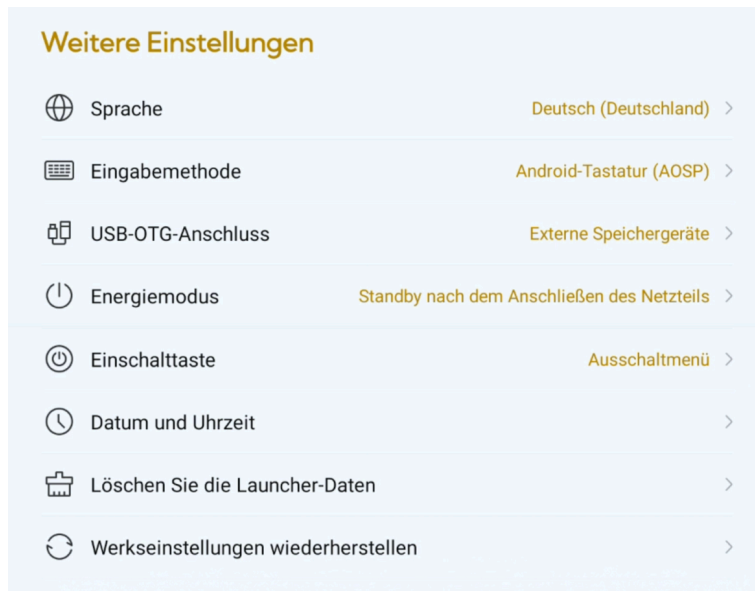 Weitere Einstellungen
Sprache Deutsch (Deutschland)
Eingabemethode Android-Tastatur (AOSP)
USB-OTG-Anschluss Externe Speichergeräte
Energiemodus Standby nach dem Anschließen des Netzteils
Einschalttaste Ausschaltmenü
Datum und Uhrzeit
Löschen Sie die Launcher-Daten
Werkseinstellungen wiederherstellen